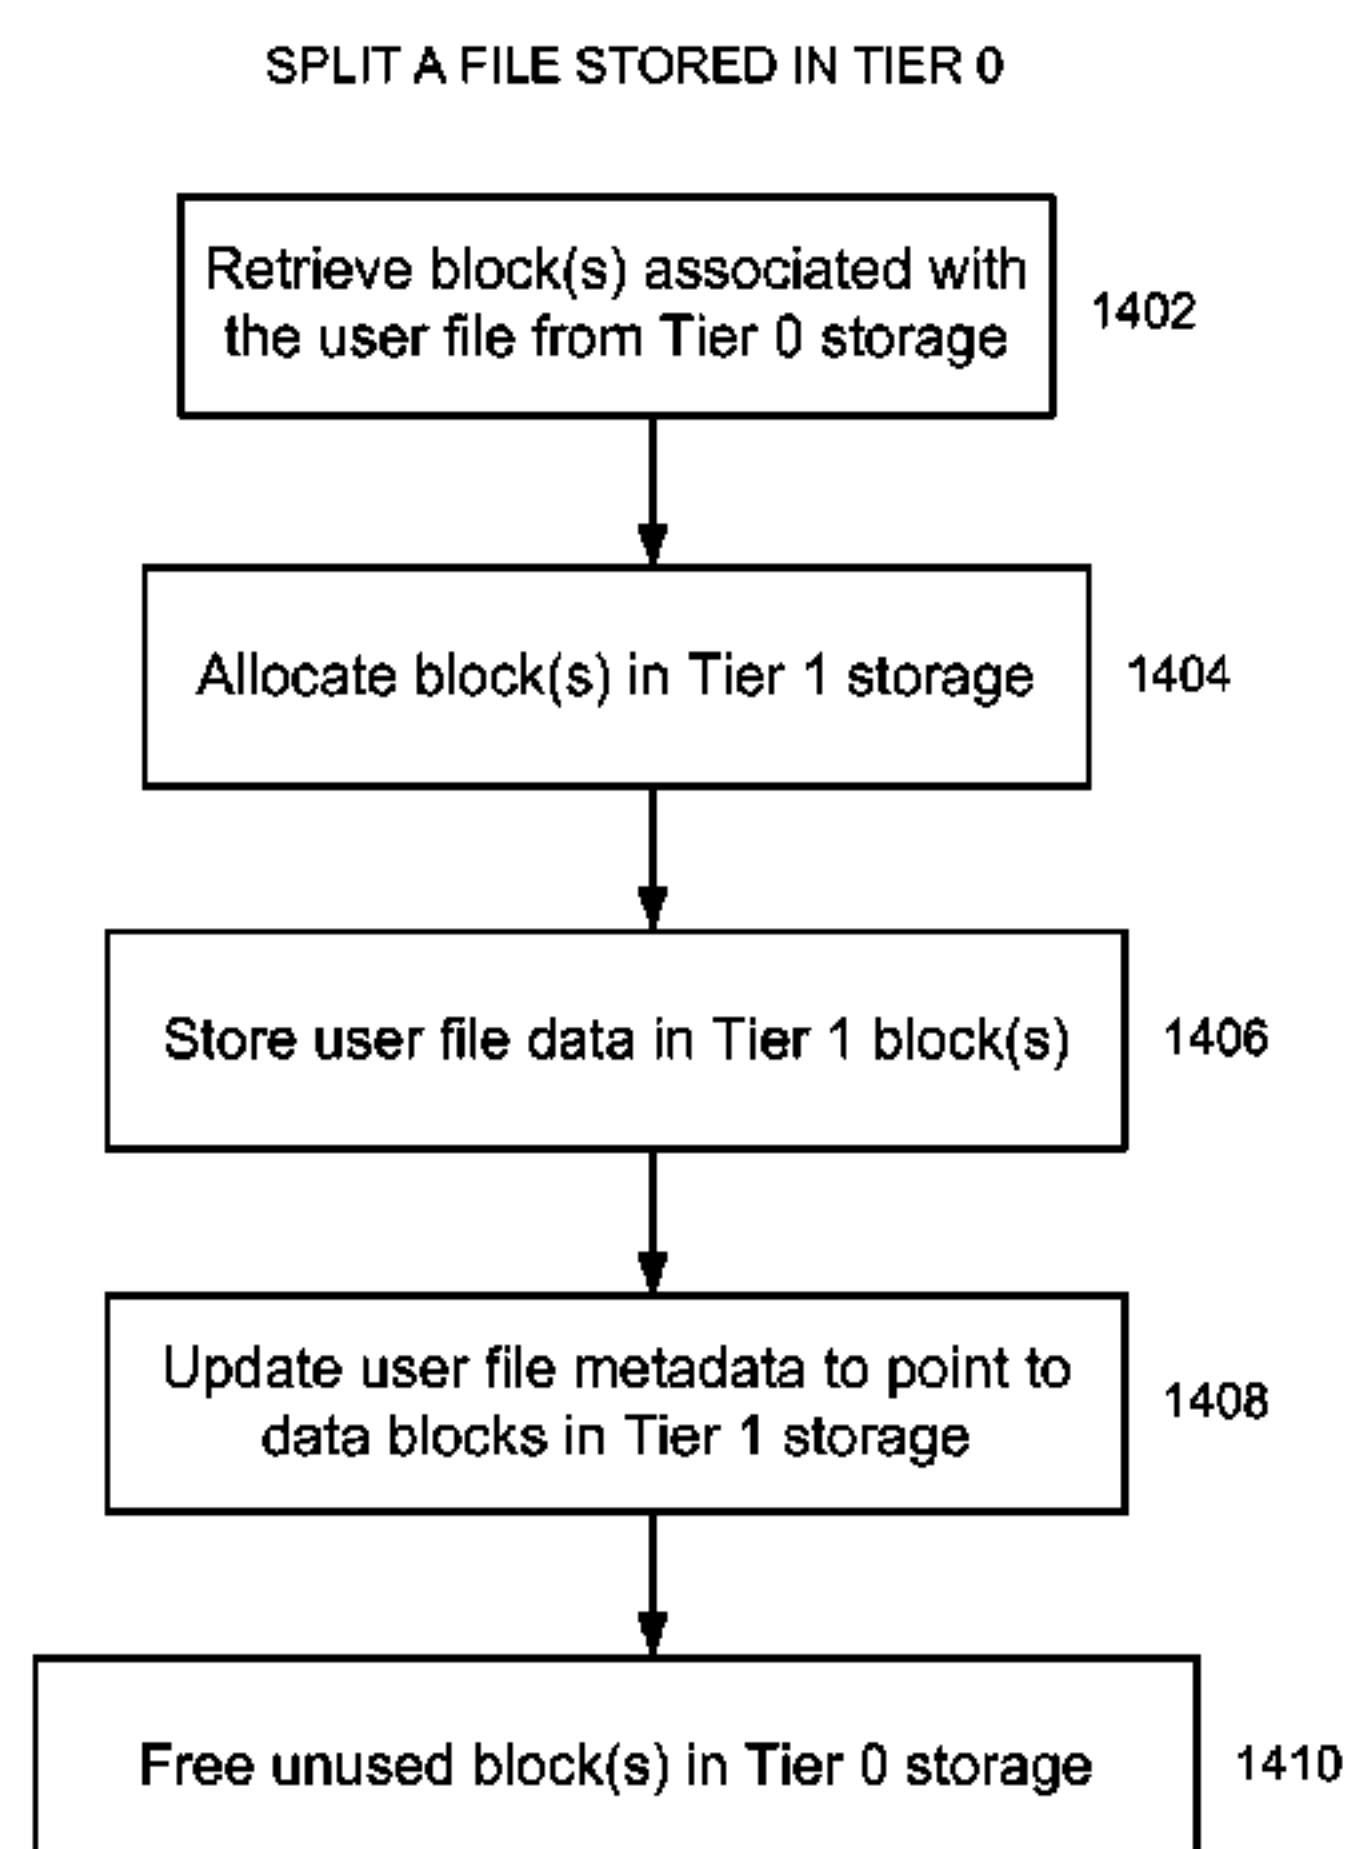 SPLIT A FILE STORED IN TIER 0
Retrieve block(s) associated with
the user file from Tier 0 storage
1402
Allocate block(s) in Tier 1 storage
1404
Store user file data in Tier 1 block(s)
1406
Update user file metadata to point to
data blocks in Tier 1 storage
1408
Free unused block(s) in Tier 0 storage
1410